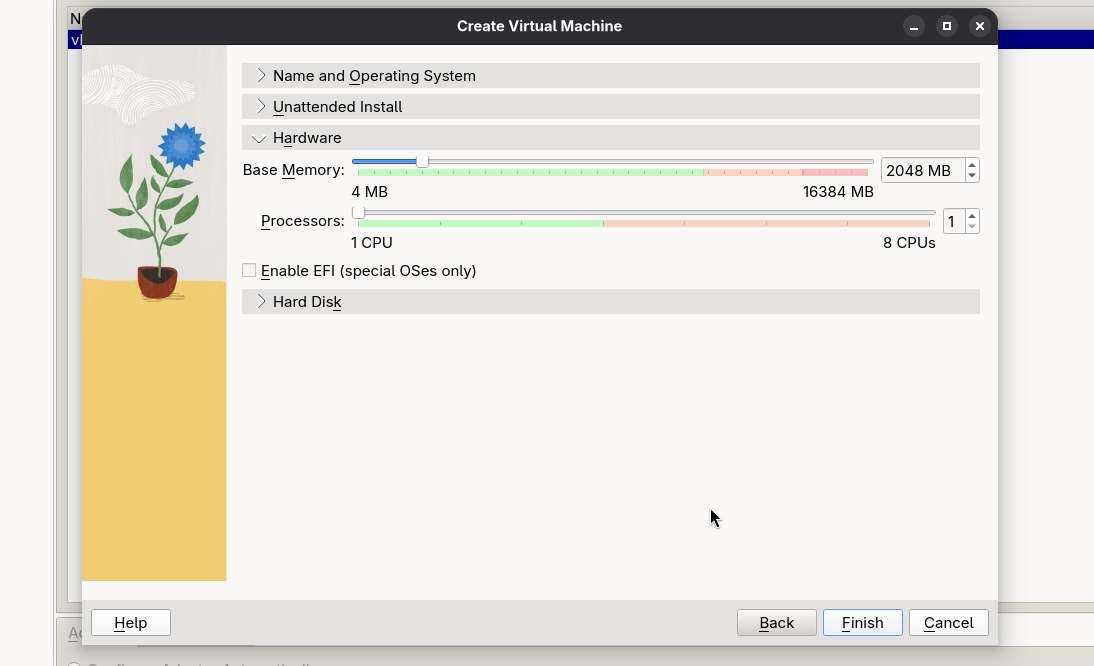 Create Virtual Machine
Name and Operating System
Unattended Install
Hardware
Base Memory: 2048 MB
4 MB 16384 MB
Processors: 1
1 CPU 8 CPUs
Enable EFI (special OSes only)
Hard Disk
Help Back Finish Cancel